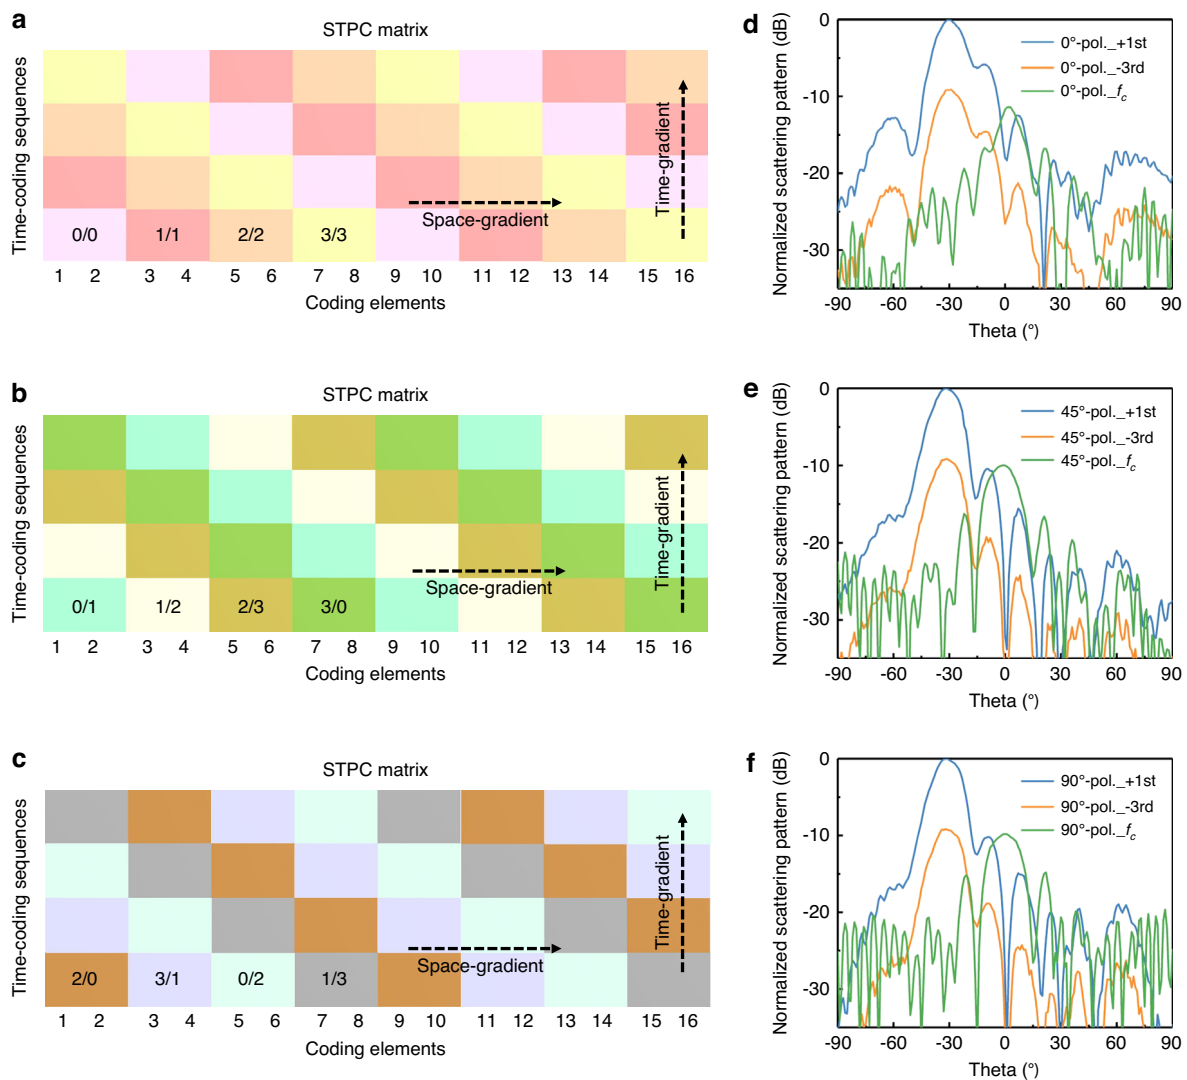 a
STPC matrix
Time-coding sequences
0/0 1/1 2/2 3/3
Space-gradient
Time-gradient
1 2 3 4 5 6 7 8 9 10 11 12 13 14 15 16
Coding elements
d
Normalized scattering pattern (dB)
0
-10
-20
-30
0°-pol._+1st
0°-pol._-3rd
0°-pol._fc
-90 -60 -30 0 30 60 90
Theta (°)
b
STPC matrix
Time-coding sequences
0/1 1/2 2/3 3/0
Space-gradient
Time-gradient
1 2 3 4 5 6 7 8 9 10 11 12 13 14 15 16
Coding elements
e
Normalized scattering pattern (dB)
0
-10
-20
-30
45°-pol._+1st
45°-pol._-3rd
45°-pol._fc
-90 -60 -30 0 30 60 90
Theta (°)
c
STPC matrix
Time-coding sequences
2/0 3/1 0/2 1/3
Space-gradient
Time-gradient
1 2 3 4 5 6 7 8 9 10 11 12 13 14 15 16
Coding elements
f
Normalized scattering pattern (dB)
0
-10
-20
-30
90°-pol._+1st
90°-pol._-3rd
90°-pol._fc
-90 -60 -30 0 30 60 90
Theta (°)